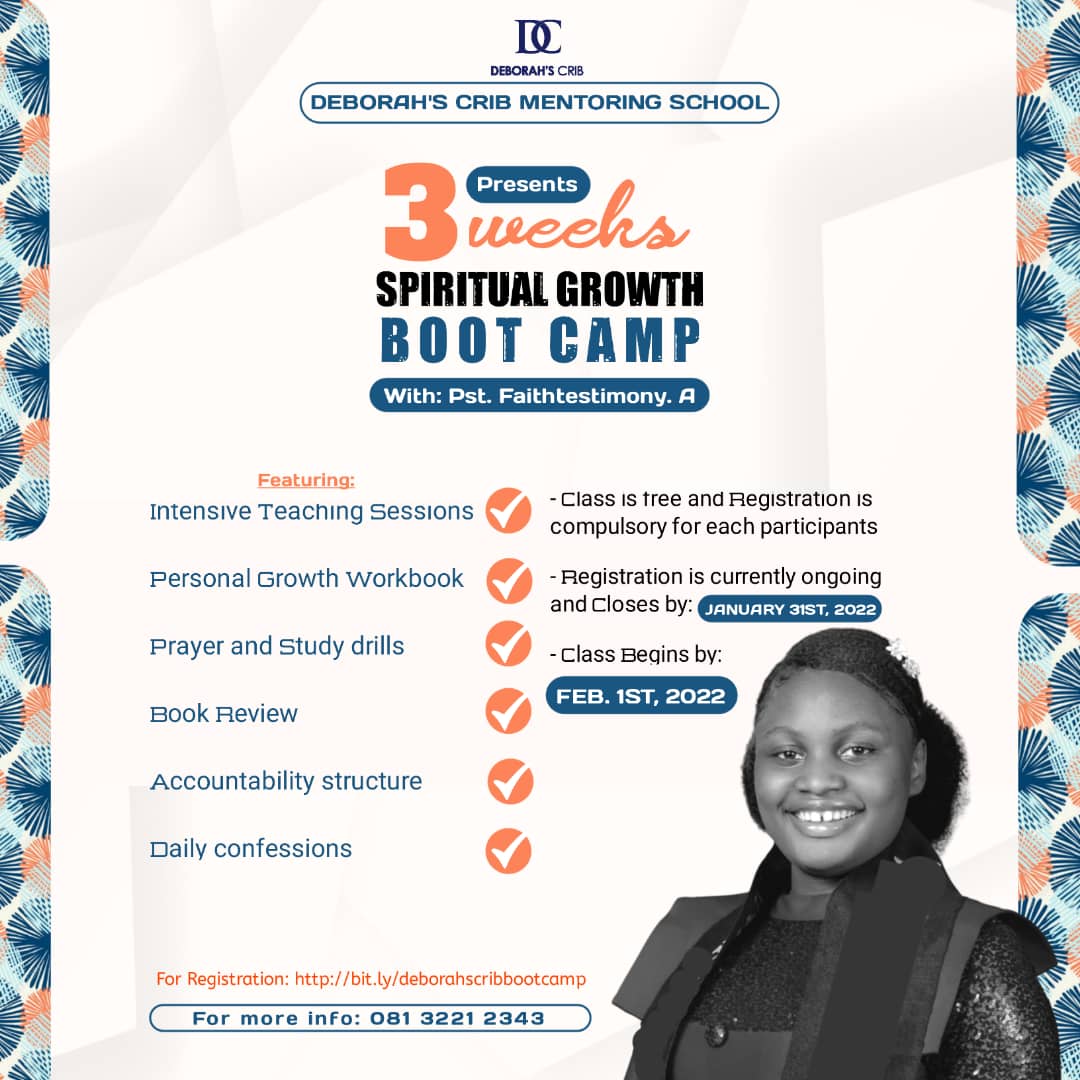 DC
DEBORAH'S CRIB
DEBORAH'S CRIB MENTORING SCHOOL
Presents
3 weeks
SPIRITUAL GROWTH
BOOT CAMP
With: Pst. Faithtestimony. A
Featuring:
Intensive Teaching Sessions
Personal Growth Workbook
Prayer and Study drills
Book Review
Accountability structure
Daily confessions
- Class is free and Registration is
compulsory for each participants
- Registration is currently ongoing
and Closes by: JANUARY 31ST, 2022
- Class Begins by:
FEB. 1ST, 2022
For Registration: http://bit.ly/deborahscribbootcamp
For more info: 081 3221 2343